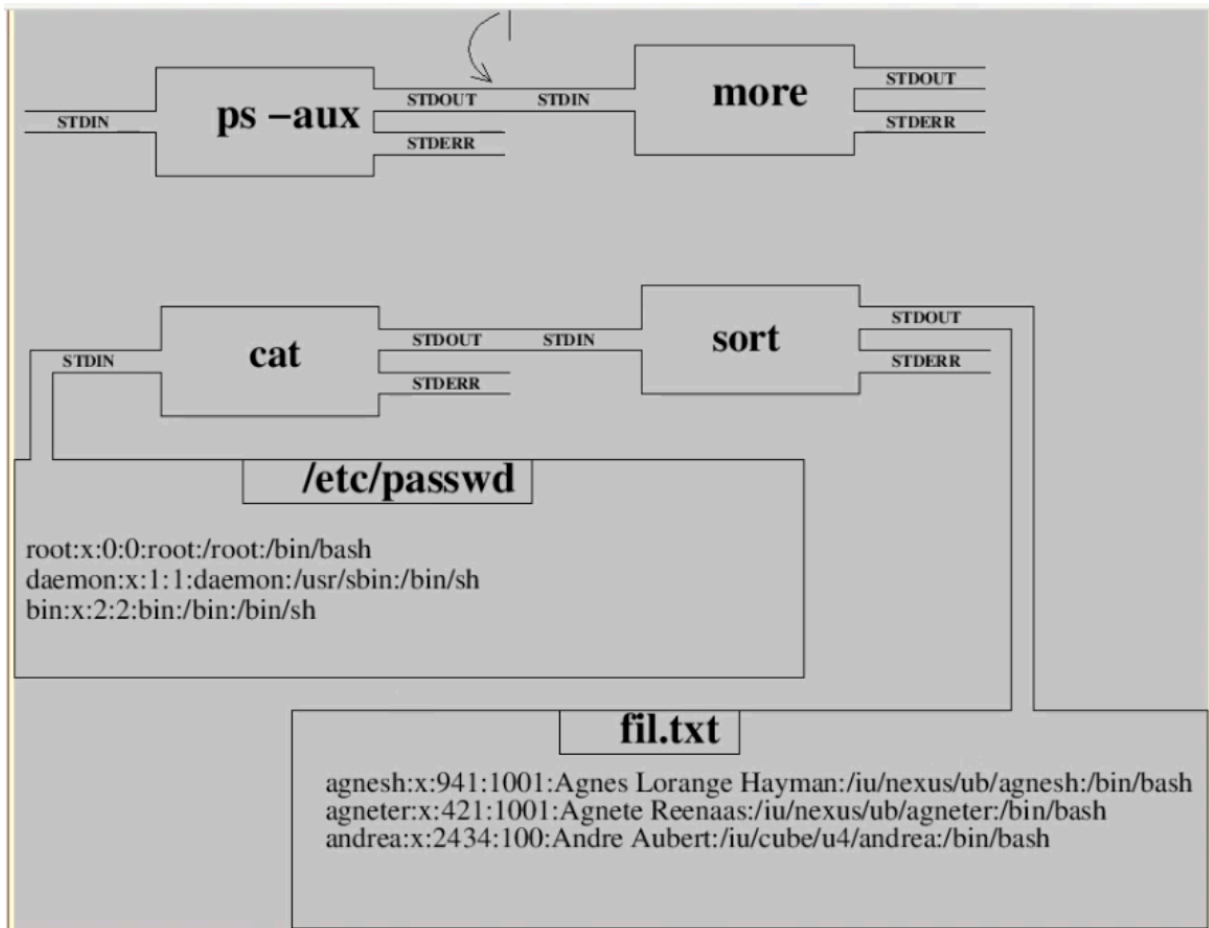 |
ps –aux
STDIN
STDOUT
STDERR
STDIN
more
STDOUT
STDERR
cat
STDIN
STDOUT
STDERR
STDIN
sort
STDOUT
STDERR
/etc/passwd
root:x:0:0:root:/root:/bin/bash
daemon:x:1:1:daemon:/usr/sbin:/bin/sh
bin:x:2:2:bin:/bin:/bin/sh
fil.txt
agnesh:x:941:1001:Agnes Lorange Hayman:/iu/nexus/ub/agnesh:/bin/bash
agneter:x:421:1001:Agnete Reenaas:/iu/nexus/ub/agneter:/bin/bash
andrea:x:2434:100:Andre Aubert:/iu/cube/u4/andrea:/bin/bash